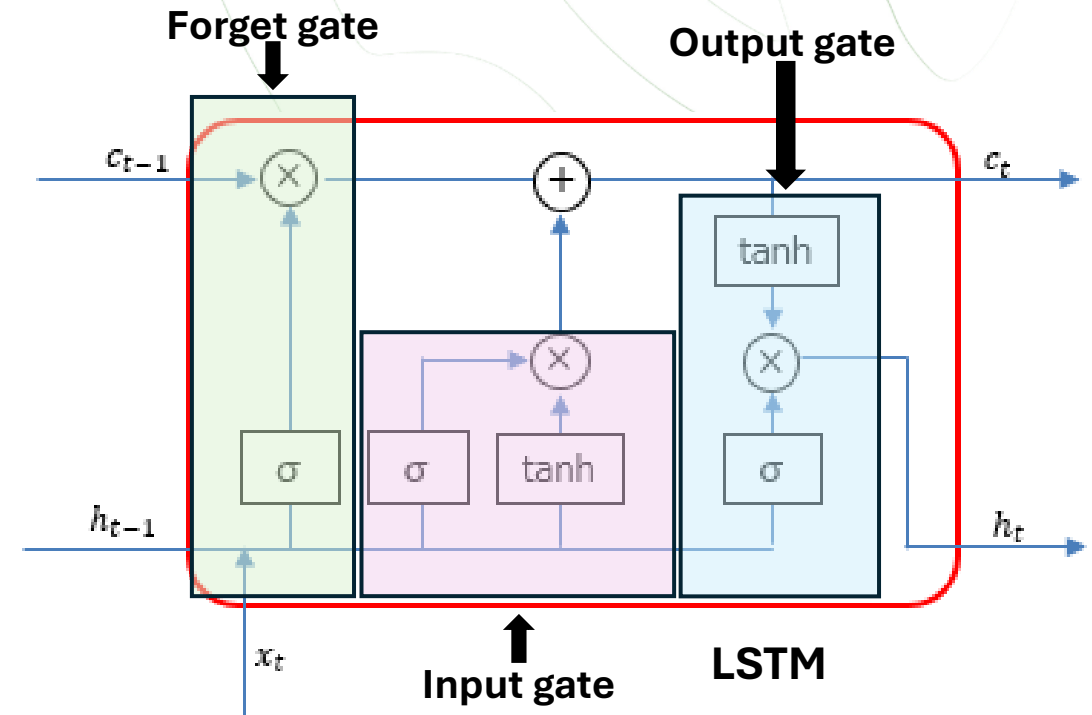 Forget gate
Output gate
c_{t-1}
×
+
c_t
tanh
×
×
σ
σ
tanh
σ
h_{t-1}
h_t
x_t
Input gate
LSTM